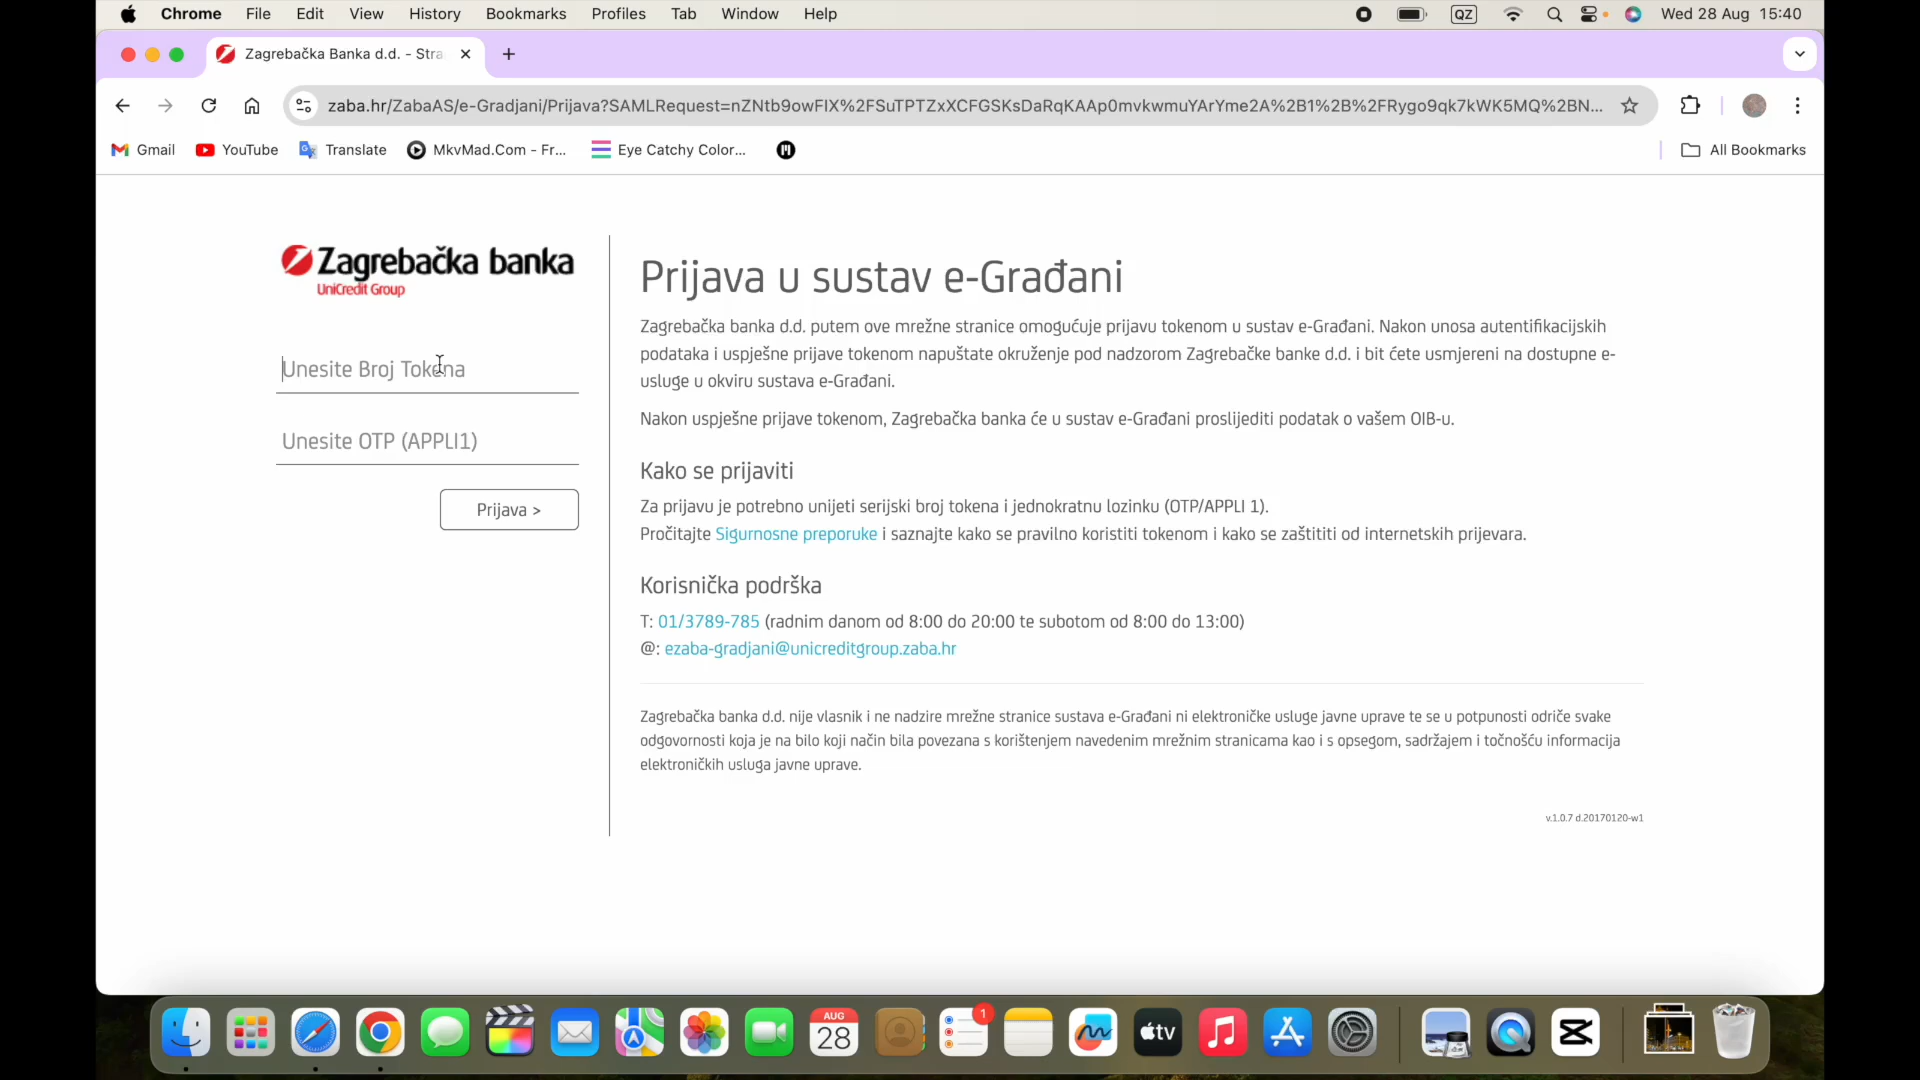 Chrome File Edit View History Bookmarks Profiles Tab Window Help QZ Wed 28 Aug 15:40
Zagrebačka Banka d.d. - Stra
zaba.hr/ZabaAS/e-Gradjani/Prijava?SAMLRequest=nZNtb9owFIX%2FSuTPTZxXCFGSKsDaRqKAAp0mvkwmuYArYme2A%2B1%2B%2FRygo9qk7kWK5MQ%2BN...
Gmail YouTube Translate MkvMad.Com - Fr... Eye Catchy Color... All Bookmarks
Zagrebačka banka
UniCredit Group
Unesite Broj Tokena
Unesite OTP (APPLI1)
Prijava >
Prijava u sustav e-Građani
Zagrebačka banka d.d. putem ove mrežne stranice omogućuje prijavu tokenom u sustav e-Građani. Nakon unosa autentifikacijskih
podataka i uspješne prijave tokenom napuštate okruženje pod nadzorom Zagrebačke banke d.d. i bit ćete usmjereni na dostupne e-
usluge u okviru sustava e-Građani.
Nakon uspješne prijave tokenom, Zagrebačka banka će u sustav e-Građani proslijediti podatak o vašem OIB-u.
Kako se prijaviti
Za prijavu je potrebno unijeti serijski broj tokena i jednokratnu lozinku (OTP/APPLI 1).
Pročitajte Sigurnosne preporuke i saznajte kako se pravilno koristiti tokenom i kako se zaštititi od internetskih prijevara.
Korisnička podrška
T: 01/3789-785 (radnim danom od 8:00 do 20:00 te subotom od 8:00 do 13:00)
@: ezaba-gradjani@unicreditgroup.zaba.hr
Zagrebačka banka d.d. nije vlasnik i ne nadzire mrežne stranice sustava e-Građani ni elektroničke usluge javne uprave te se u potpunosti odriče svake
odgovornosti koja je na bilo koji način bila povezana s korištenjem navedenim mrežnim stranicama kao i s opsegom, sadržajem i točnošću informacija
elektroničkih usluga javne uprave.
v.1.0.7 d.20170120-w1
AUG
28
1
tv